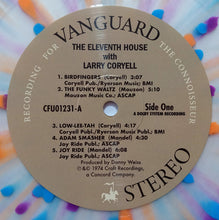 VANGUARD
RECORDING FOR THE CONNOISSEUR
STEREO
THE ELEVENTH HOUSE
with
LARRY CORYELL
1. BIRDFINGERS (Coryell) 3:07
Coryell Pub./Ryerson Music; BMI
2. THE FUNKY WALTZ (Mouzon) 5:10
Mouzon Music Co.; ASCAP
CFU01231-A
Side One
A DOLBY SYSTEM RECORDING
3. LOW-LEE-TAH (Coryell) 4:17
Coryell Publ./Ryerson Music; BMI
4. ADAM SMASHER (Mandel) 4:30
Joy Ride Publ.; ASCAP
5. JOY RIDE (Mandel) 6:08
Joy Ride Pub.; ASCAP
Produced by Danny Weiss
©℗ 1974 Craft Recordings,
a Concord Company.